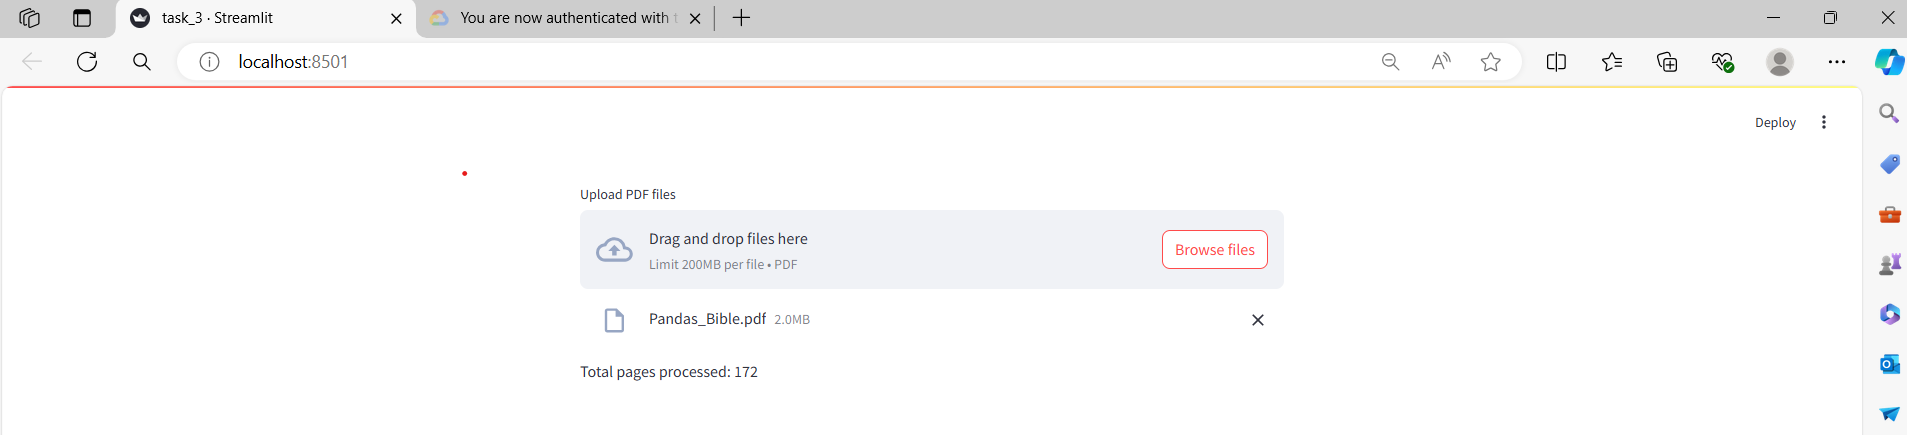 task_3 · Streamlit
You are now authenticated with
localhost:8501
Deploy
Upload PDF files
Drag and drop files here
Limit 200MB per file • PDF
Browse files
Pandas_Bible.pdf 2.0MB
Total pages processed: 172